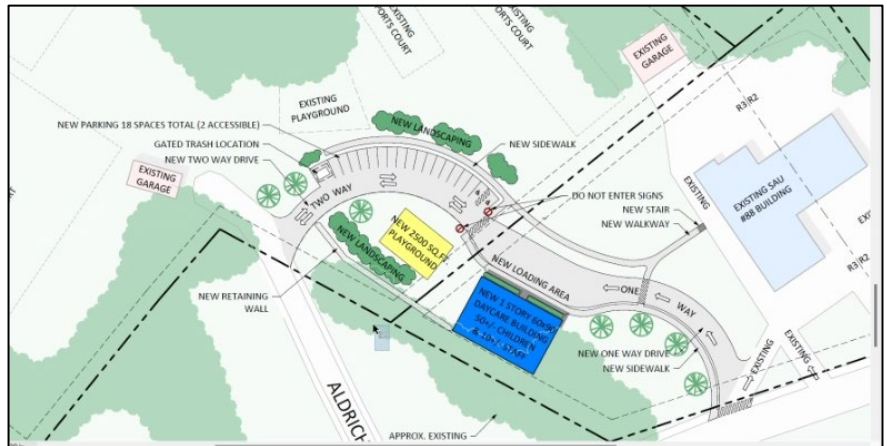 EXISTING
PORTS COURT
EXISTING
PORTS COURT
EXISTING
GARAGE
EXISTING
PLAYGROUND
NEW PARKING 18 SPACES TOTAL (2 ACCESSIBLE)
GATED TRASH LOCATION
NEW TWO WAY DRIVE
NEW LANDSCAPING
NEW SIDEWALK
R3 R2
EXISTING
GARAGE
TWO WAY
DO NOT ENTER SIGNS
NEW STAIR
NEW WALKWAY
EXISTING
EXISTING SAU
#88 BUILDING
NEW 2500 SQ.FT.
PLAYGROUND
NEW LANDSCAPING
NEW LOADING AREA
ONE WAY
R3 R2
NEW RETAINING
WALL
NEW 1 STORY 60x90
DAYCARE BUILDING
50+/- CHILDREN
& 10+/- STAFF
NEW ONE WAY DRIVE
NEW SIDEWALK
EXISTING
EXISTING
ALDRICH
APPROX. EXISTING